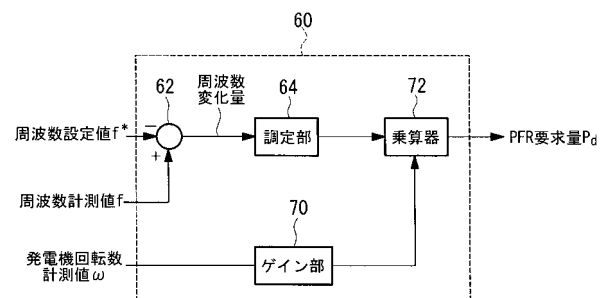 60
62
周波数
変化量
64
72
周波数設定値f*
−
+
調定部
乗算器
PFR要求量Pd
周波数計測値f
70
発電機回転数
計測値ω
ゲイン部